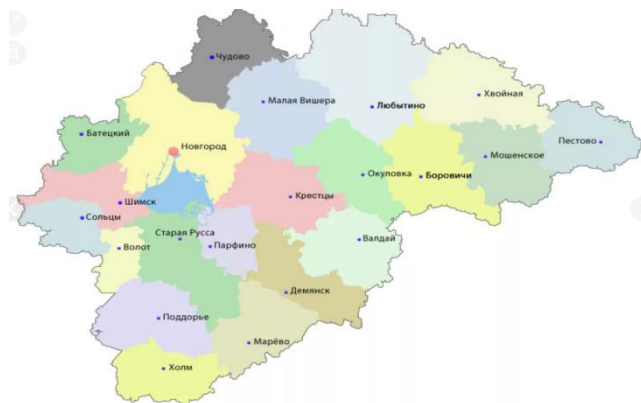 Чудово
Хвойная
Малая Вишера
Любытино
Батецкий
Пестово
Новгород
Мошенское
Окуловка
Боровичи
Крестцы
Шимск
Сольцы
Старая Русса
Валдай
Волот
Парфино
Демянск
Поддорье
Марёво
Холм